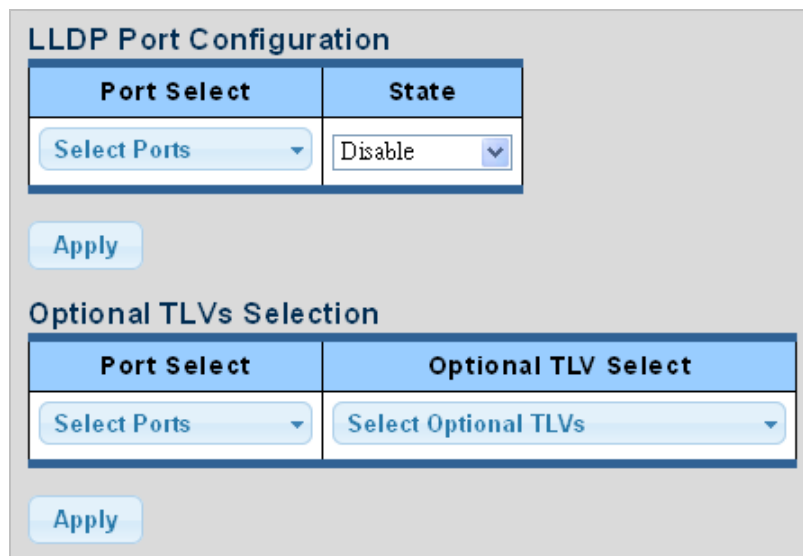 LLDP Port Configuration
Port Select State
Select Ports Disable
Apply
Optional TLVs Selection
Port Select Optional TLV Select
Select Ports Select Optional TLVs
Apply